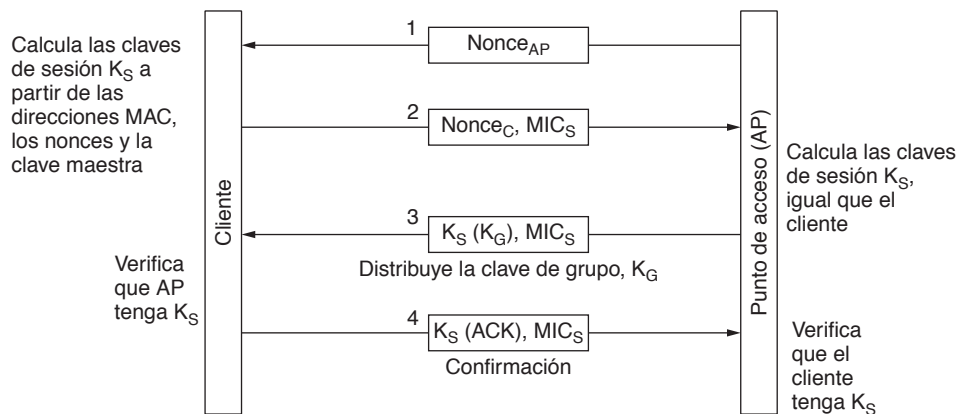 1
Nonce_AP
Calcula las claves
de sesión K_S a
partir de las
direcciones MAC,
los nonces y la
clave maestra
2
Nonce_C, MIC_S
Calcula las claves
de sesión K_S,
igual que el
cliente
Cliente
Punto de acceso (AP)
3
K_S (K_G), MIC_S
Distribuye la clave de grupo, K_G
Verifica
que AP
tenga K_S
4
K_S (ACK), MIC_S
Confirmación
Verifica
que el
cliente
tenga K_S